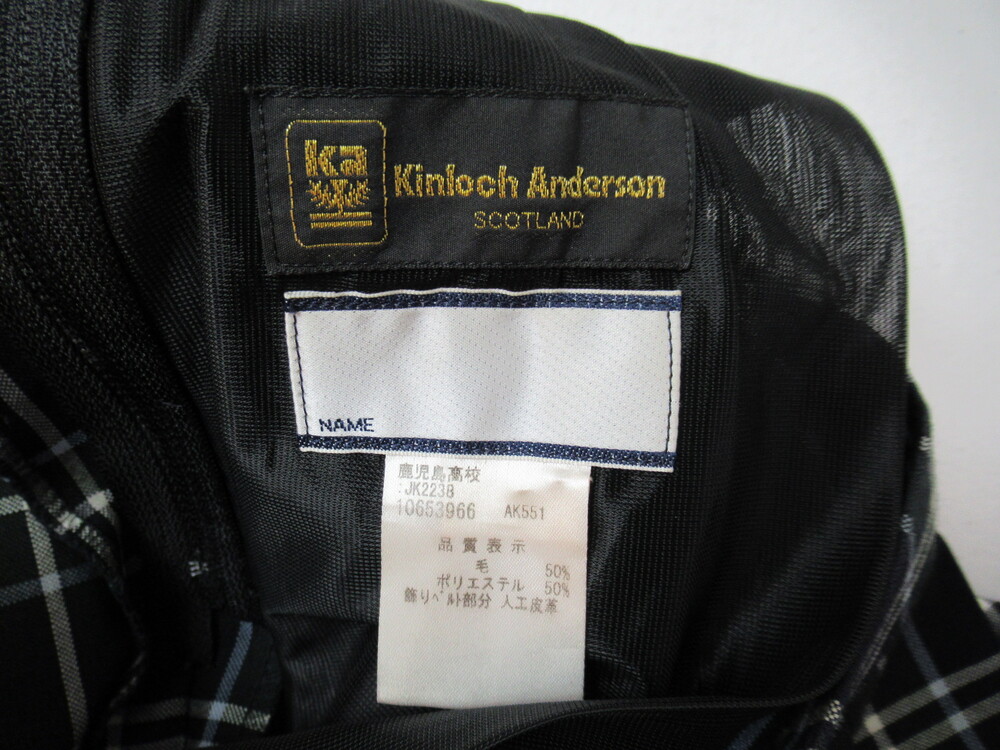 ka
Kinloch Anderson
SCOTLAND
NAME
鹿児島高校
:JK223B
10653966 AK551
品質表示
毛 50%
ポリエステル 50%
飾りベルト部分 人工皮革